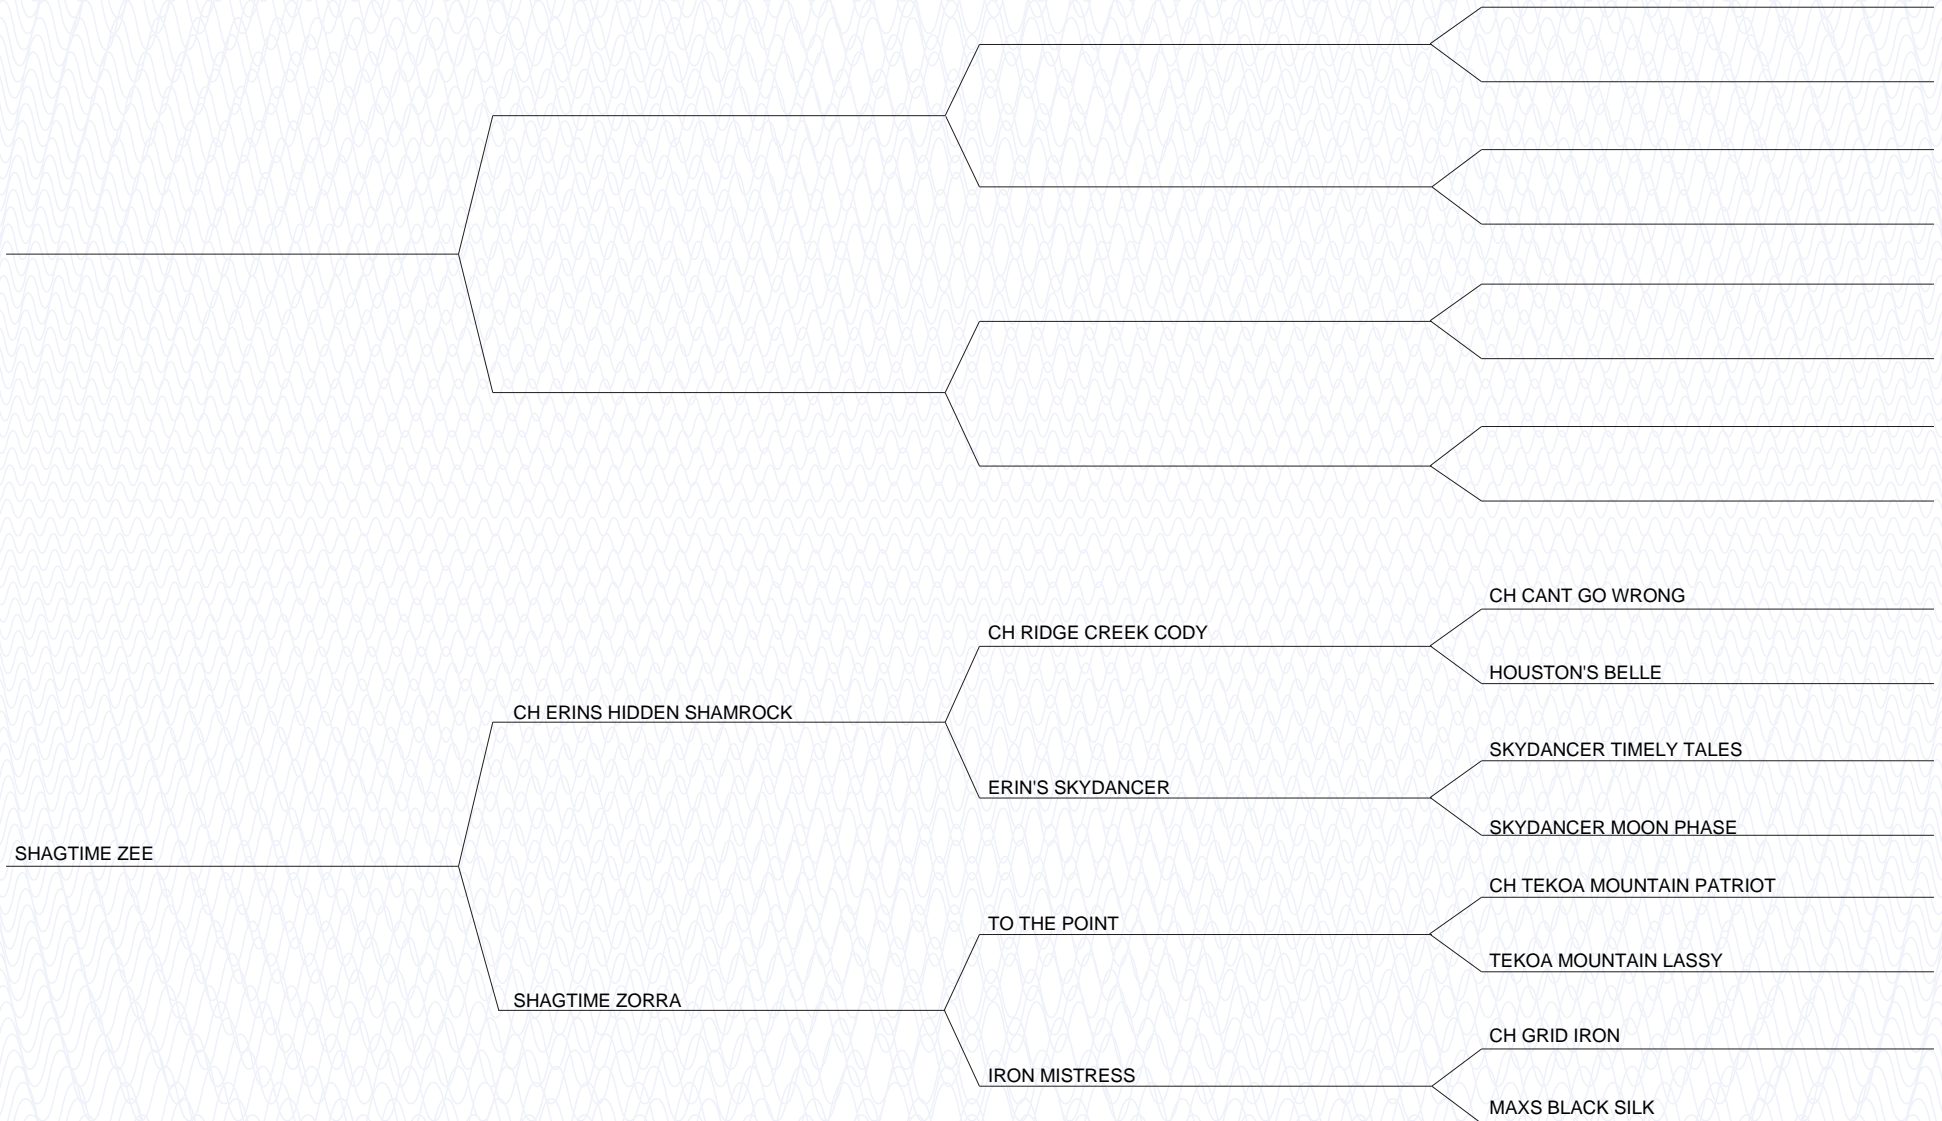 CH CANT GO WRONG
CH RIDGE CREEK CODY
HOUSTON'S BELLE
CH ERINS HIDDEN SHAMROCK
SKYDANCER TIMELY TALES
ERIN'S SKYDANCER
SKYDANCER MOON PHASE
SHAGTIME ZEE
CH TEKOA MOUNTAIN PATRIOT
TO THE POINT
TEKOA MOUNTAIN LASSY
SHAGTIME ZORRA
CH GRID IRON
IRON MISTRESS
MAXS BLACK SILK